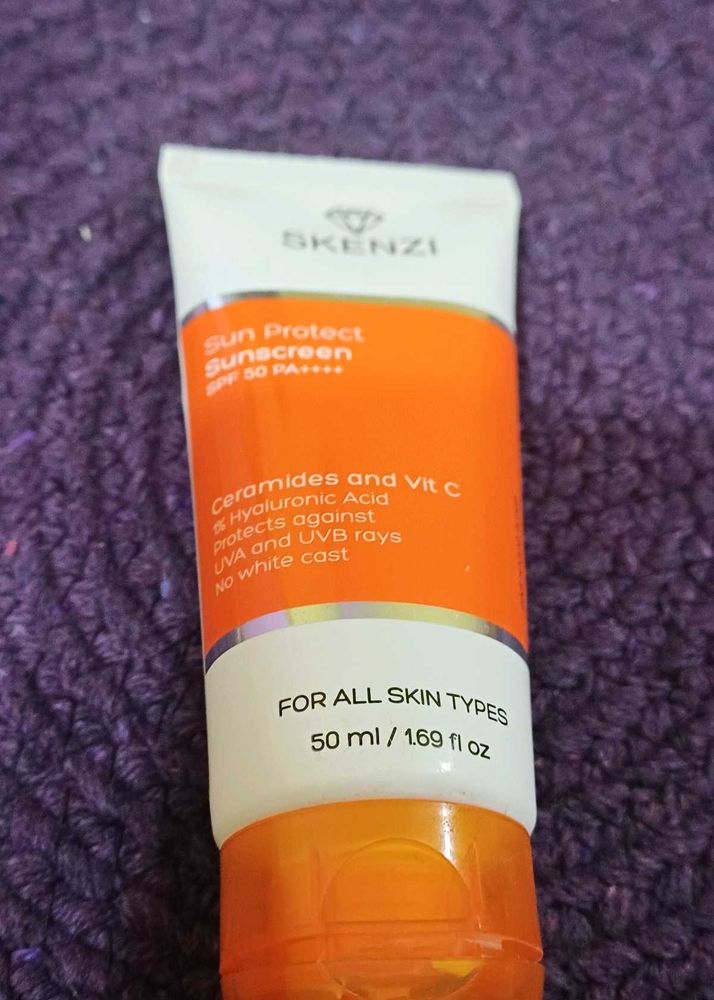 SKENZI
Sun Protect
Sunscreen
SPF 50 PA++++
Ceramides and Vit C
1% Hyaluronic Acid
Protects against
UVA and UVB rays
No white cast
FOR ALL SKIN TYPES
50 ml / 1.69 fl oz